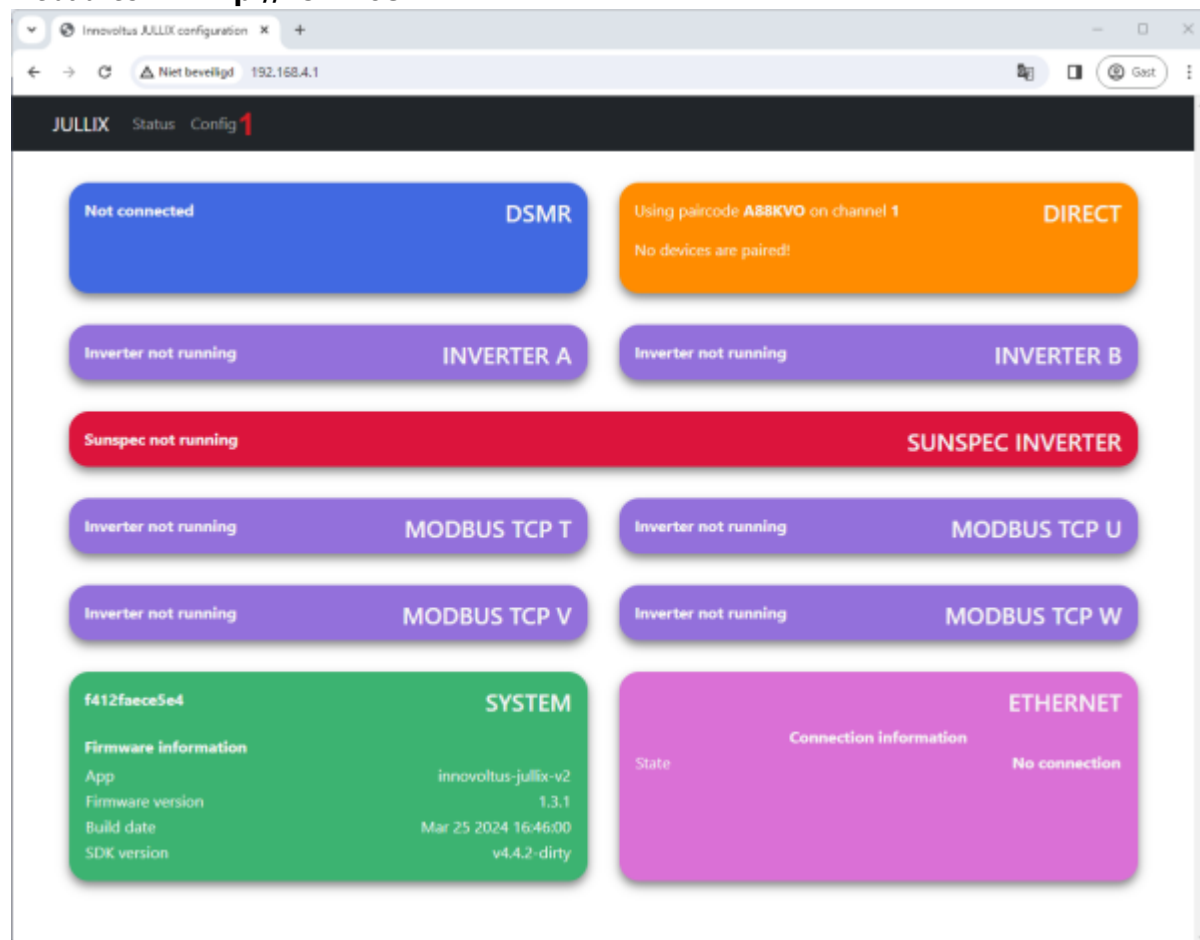 Innovoltus JULLIX configuration
Niet beveiligd 192.168.4.1 Gast
JULLIX Status Config 1
Not connected DSMR
Using paircode A88KVO on channel 1 DIRECT
No devices are paired!
Inverter not running INVERTER A
Inverter not running INVERTER B
Sunspec not running SUNSPEC INVERTER
Inverter not running MODBUS TCP T
Inverter not running MODBUS TCP U
Inverter not running MODBUS TCP V
Inverter not running MODBUS TCP W
f412faece5e4 SYSTEM
Firmware information
App innovoltus-jullix-v2
Firmware version 1.3.1
Build date Mar 25 2024 16:46:00
SDK version v4.4.2-dirty
ETHERNET
Connection information
State No connection